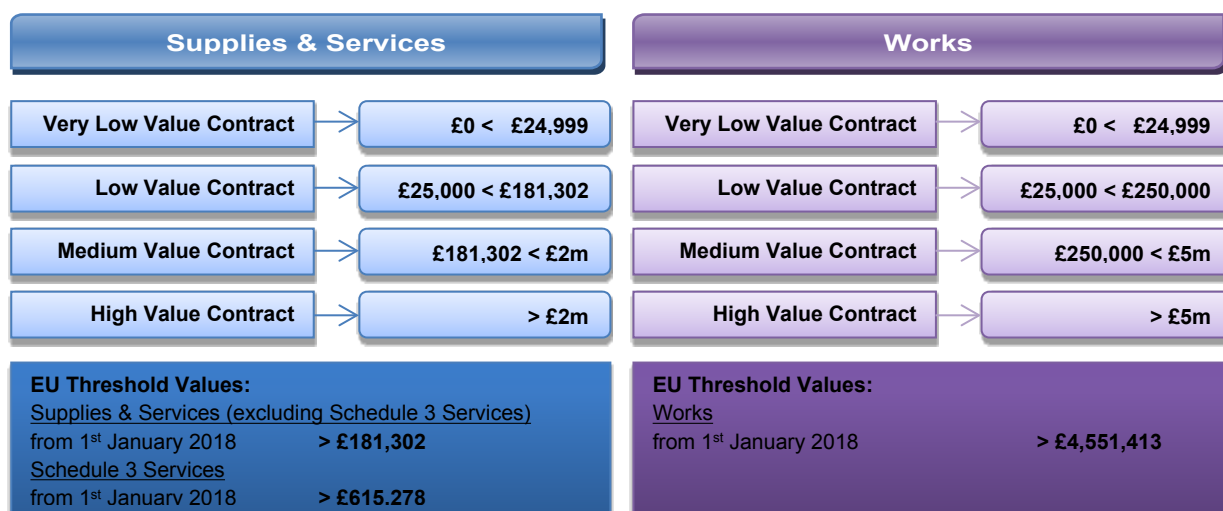 Supplies & Services
Very Low Value Contract £0 < £24,999
Low Value Contract £25,000 < £181,302
Medium Value Contract £181,302 < £2m
High Value Contract > £2m
EU Threshold Values:
Supplies & Services (excluding Schedule 3 Services)
from 1st January 2018 > £181,302
Schedule 3 Services
from 1st January 2018 > £615.278
Works
Very Low Value Contract £0 < £24,999
Low Value Contract £25,000 < £250,000
Medium Value Contract £250,000 < £5m
High Value Contract > £5m
EU Threshold Values:
Works
from 1st January 2018 > £4,551,413